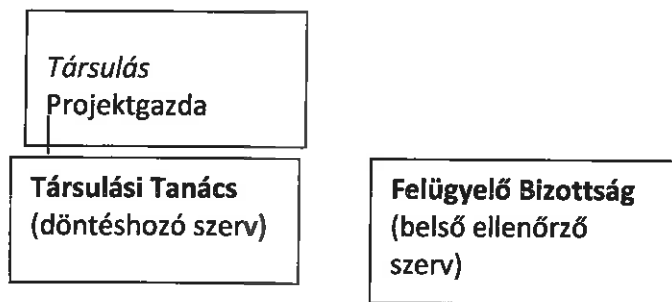 Társulás
Projektgazda
Társulási Tanács
(döntéshozó szerv)
Felügyelő Bizottság
(belső ellenőrző
szerv)